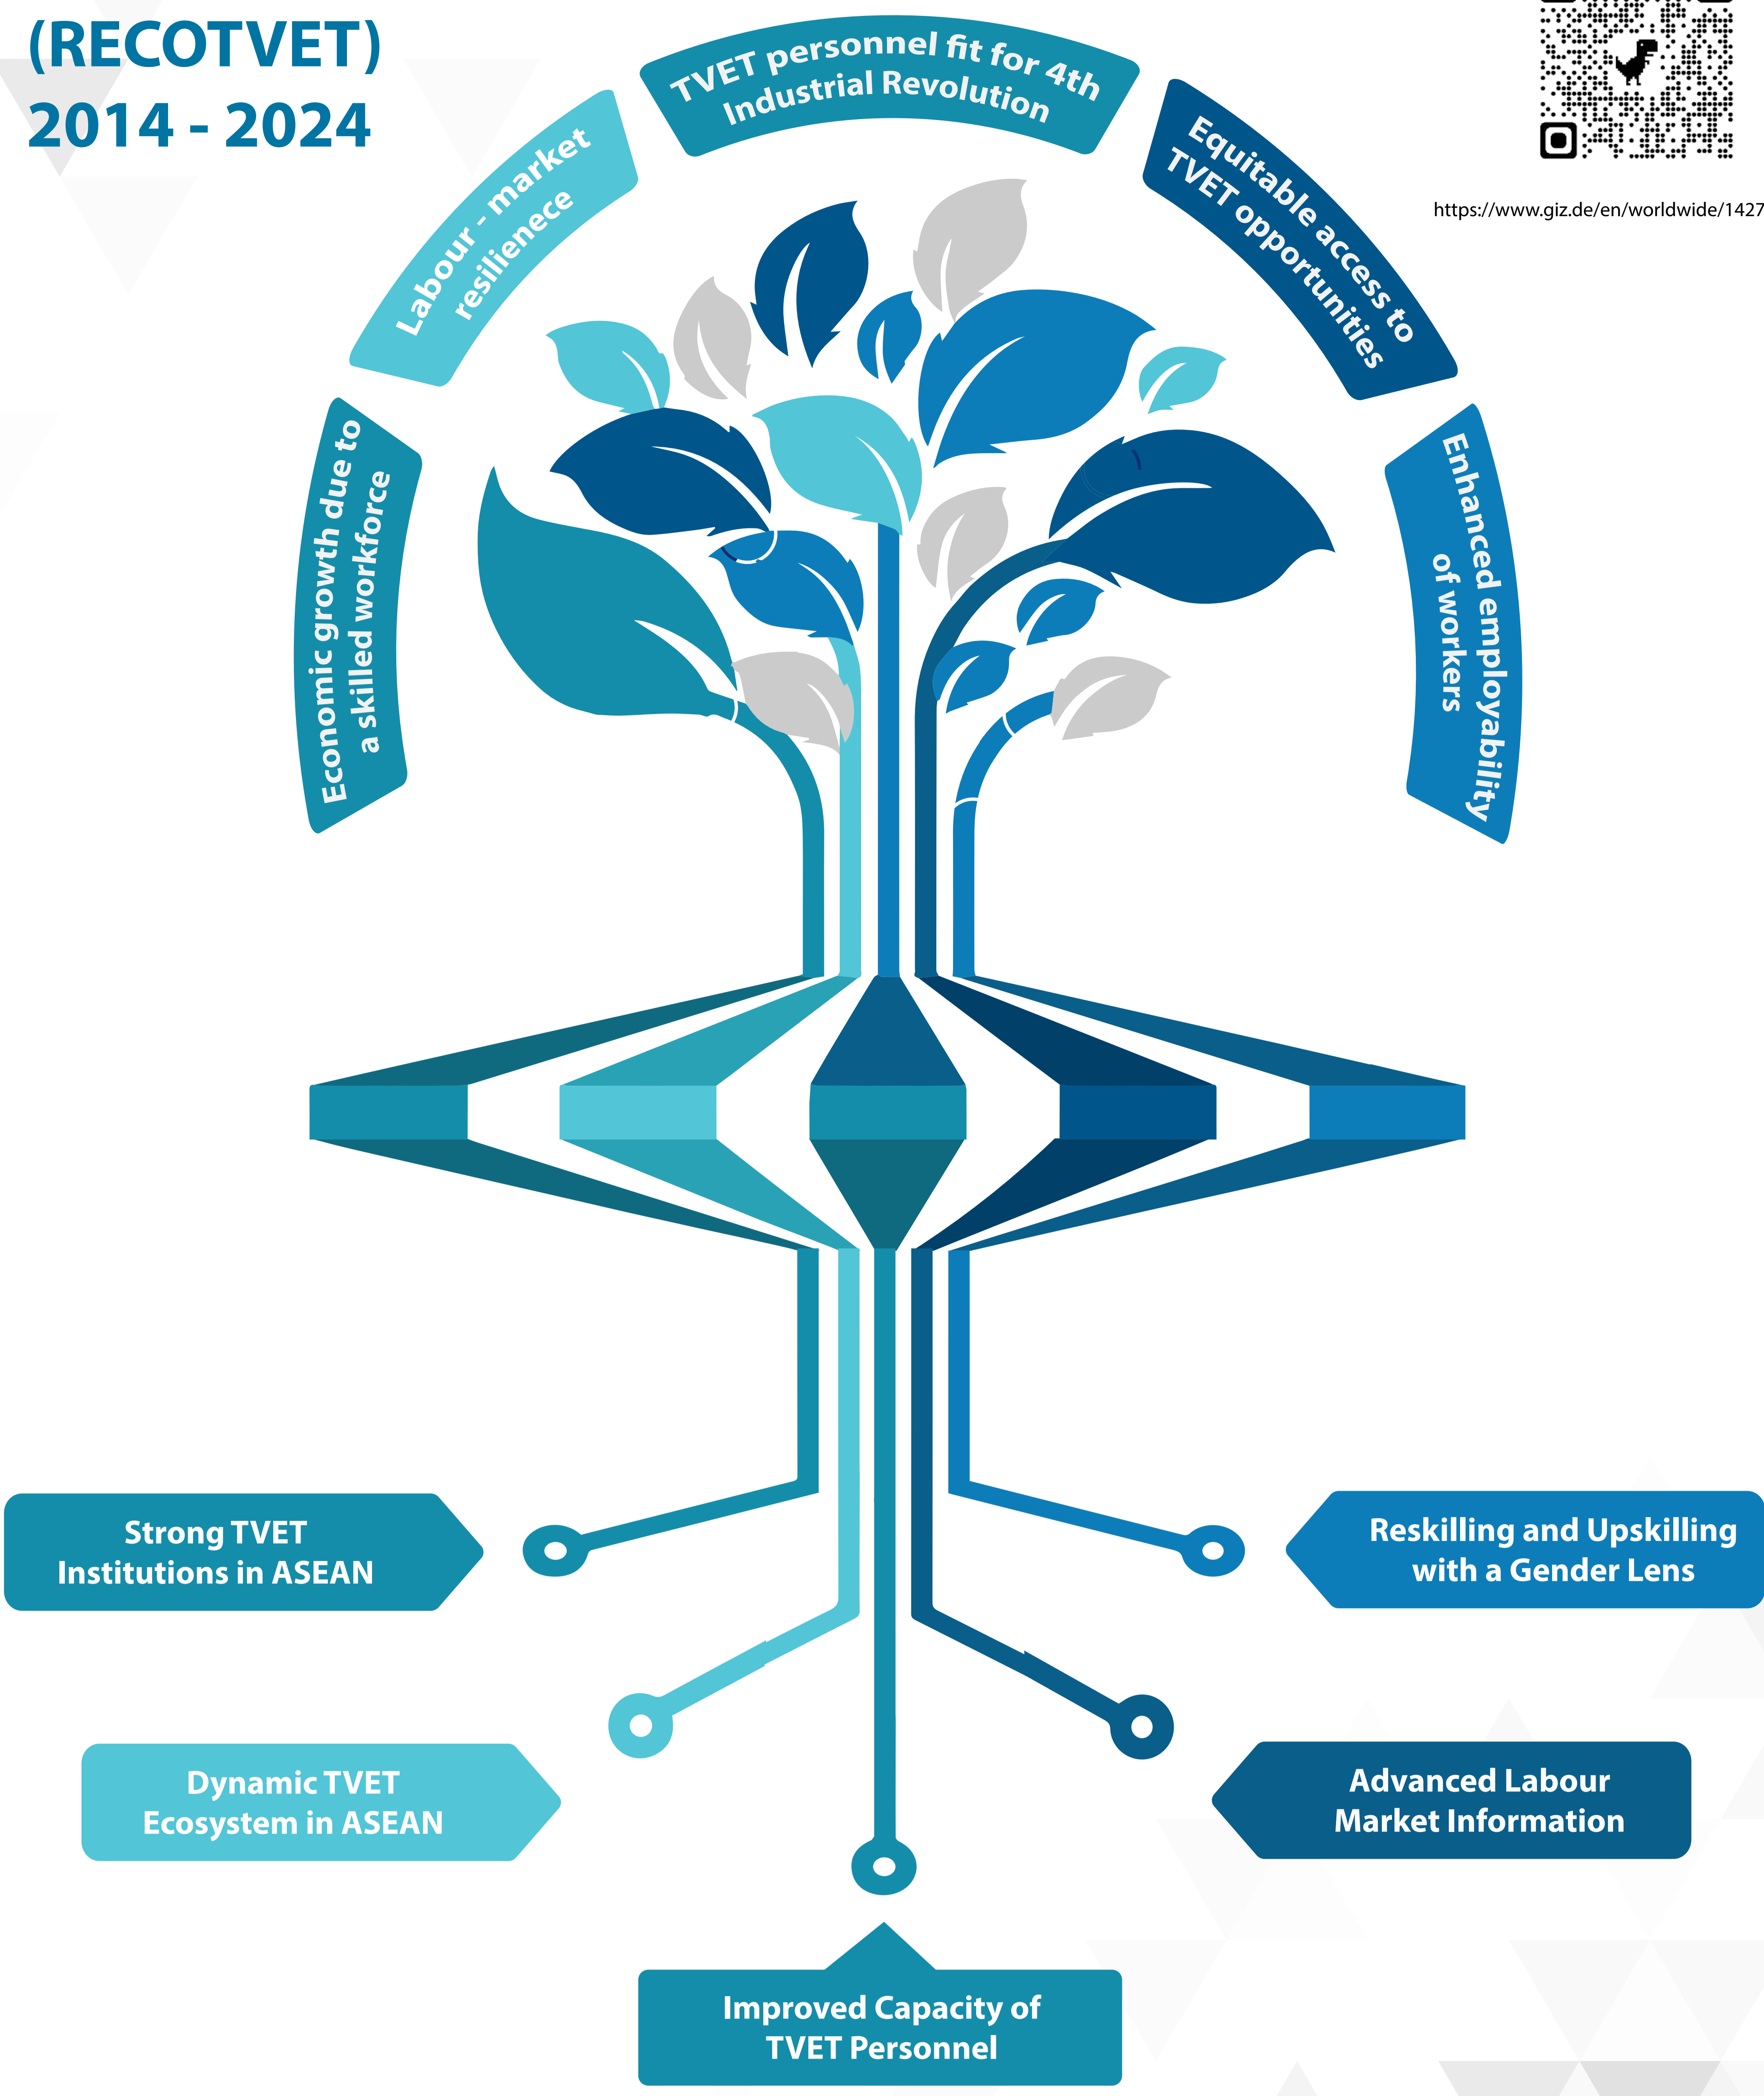 (RECOTVET)
2014 - 2024
https://www.giz.de/en/worldwide/1427
TVET personnel fit for 4th
Industrial Revolution
Labour - market
resilienece
Equitable access to
TVET opportunities
Economic growth due to
a skilled workforce
Enhanced employability
of workers
Strong TVET
Institutions in ASEAN
Reskilling and Upskilling
with a Gender Lens
Dynamic TVET
Ecosystem in ASEAN
Advanced Labour
Market Information
Improved Capacity of
TVET Personnel